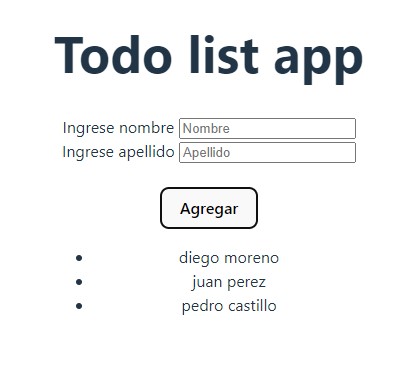 Todo list app
Ingrese nombre Nombre
Ingrese apellido Apellido
Agregar
diego moreno
juan perez
pedro castillo